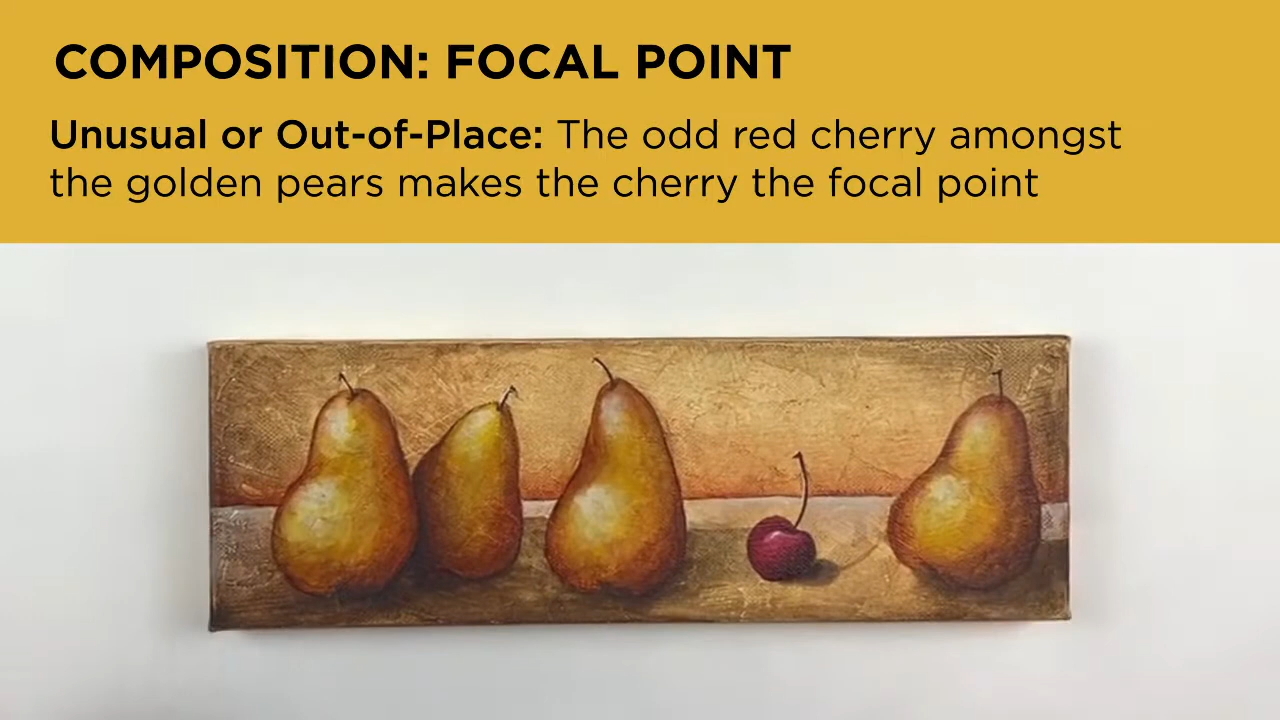 COMPOSITION: FOCAL POINT
Unusual or Out-of-Place: The odd red cherry amongst
the golden pears makes the cherry the focal point